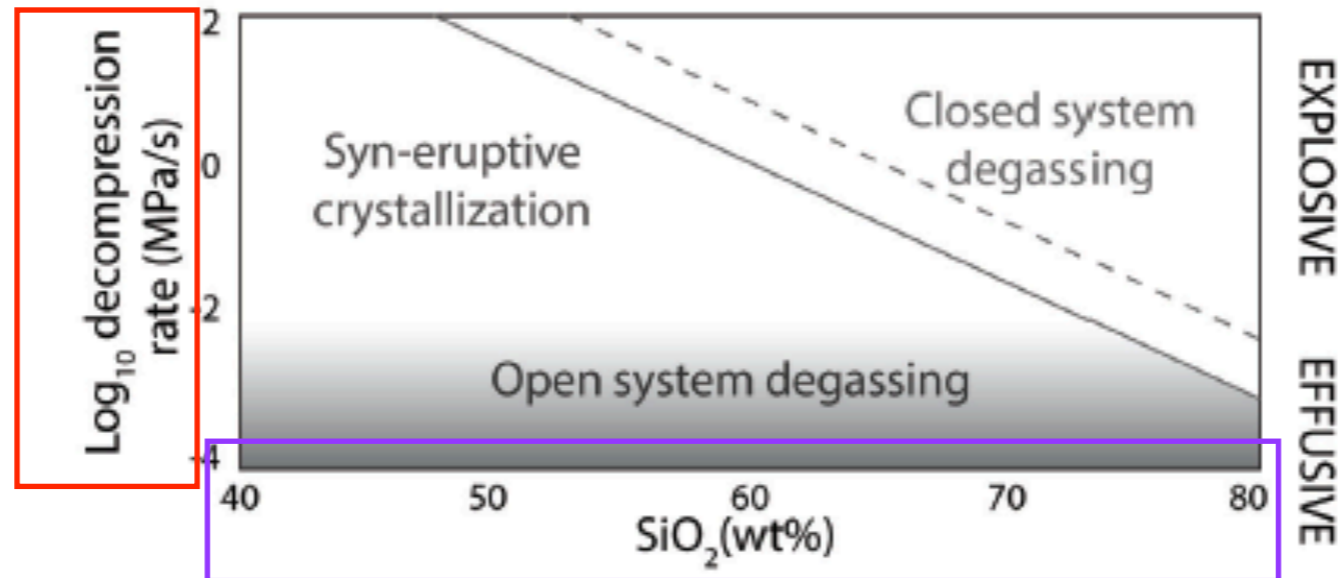 Log10 decompression
rate (MPa/s)
2
0
-2
-4
Syn-eruptive
crystallization
Closed system
degassing
Open system degassing
EXPLOSIVE
EFFUSIVE
40 50 60 70 80
SiO2(wt%)